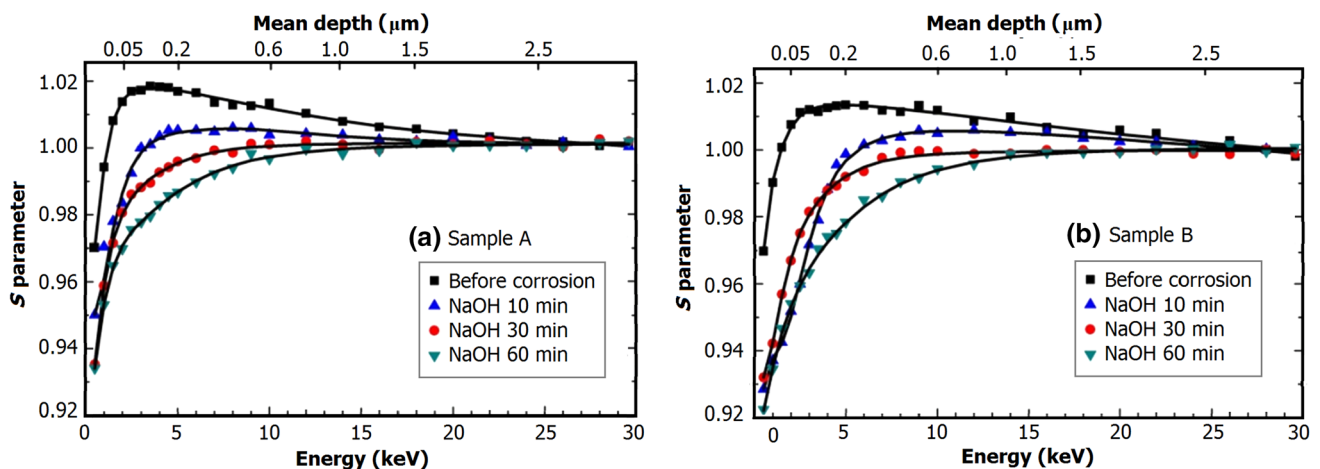 Mean depth (μm)
0.05 0.2 0.6 1.0 1.5 2.5
1.02
1.00
0.98
0.96
0.94
0.92
S parameter
(a) Sample A
Before corrosion
NaOH 10 min
NaOH 30 min
NaOH 60 min
0 5 10 15 20 25 30
Energy (keV)
Mean depth (μm)
0.05 0.2 0.6 1.0 1.5 2.5
1.02
1.00
0.98
0.96
0.94
0.92
S parameter
(b) Sample B
Before corrosion
NaOH 10 min
NaOH 30 min
NaOH 60 min
0 5 10 15 20 25 30
Energy (keV)